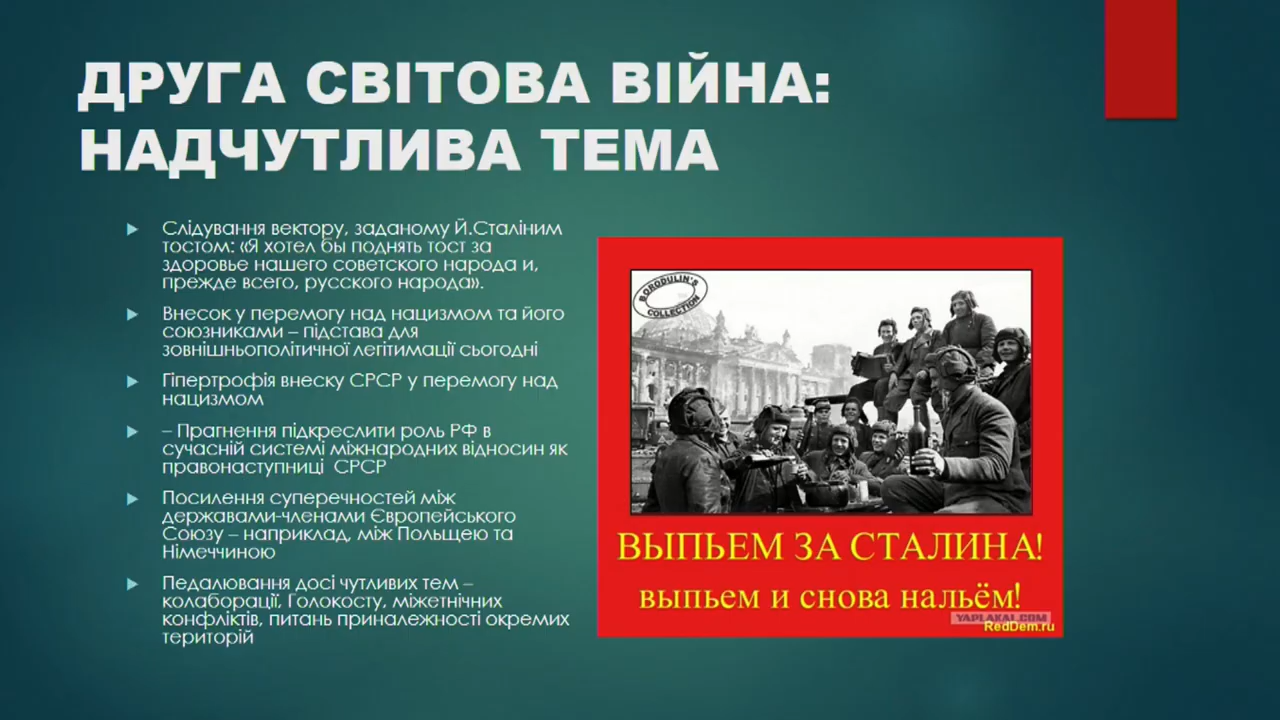 ДРУГА СВІТОВА ВІЙНА:
НАДЧУТЛИВА ТЕМА
Слідування вектору, заданому Й.Сталіним
тостом: «Я хотел бы поднять тост за
здоровье нашего советского народа и,
прежде всего, русского народа».
Внесок у перемогу над нацизмом та його
союзниками – підстава для
зовнішньополітичної легітимації сьогодні
Гіпертрофія внеску СРСР у перемогу над
нацизмом
– Прагнення підкреслити роль РФ в
сучасній системі міжнародних відносин як
правонаступниці СРСР
Посилення суперечностей між
державами-членами Європейського
Союзу – наприклад, між Польщею та
Німеччиною
Педалювання досі чутливих тем –
колаборації, Голокосту, міжетнічних
конфліктів, питань приналежності окремих
територій
BORODULIN'S
COLLECTION
ВЫПЬЕМ ЗА СТАЛИНА!
выпьем и снова нальём!
YAPLAKAL.COM
RedDem.ru